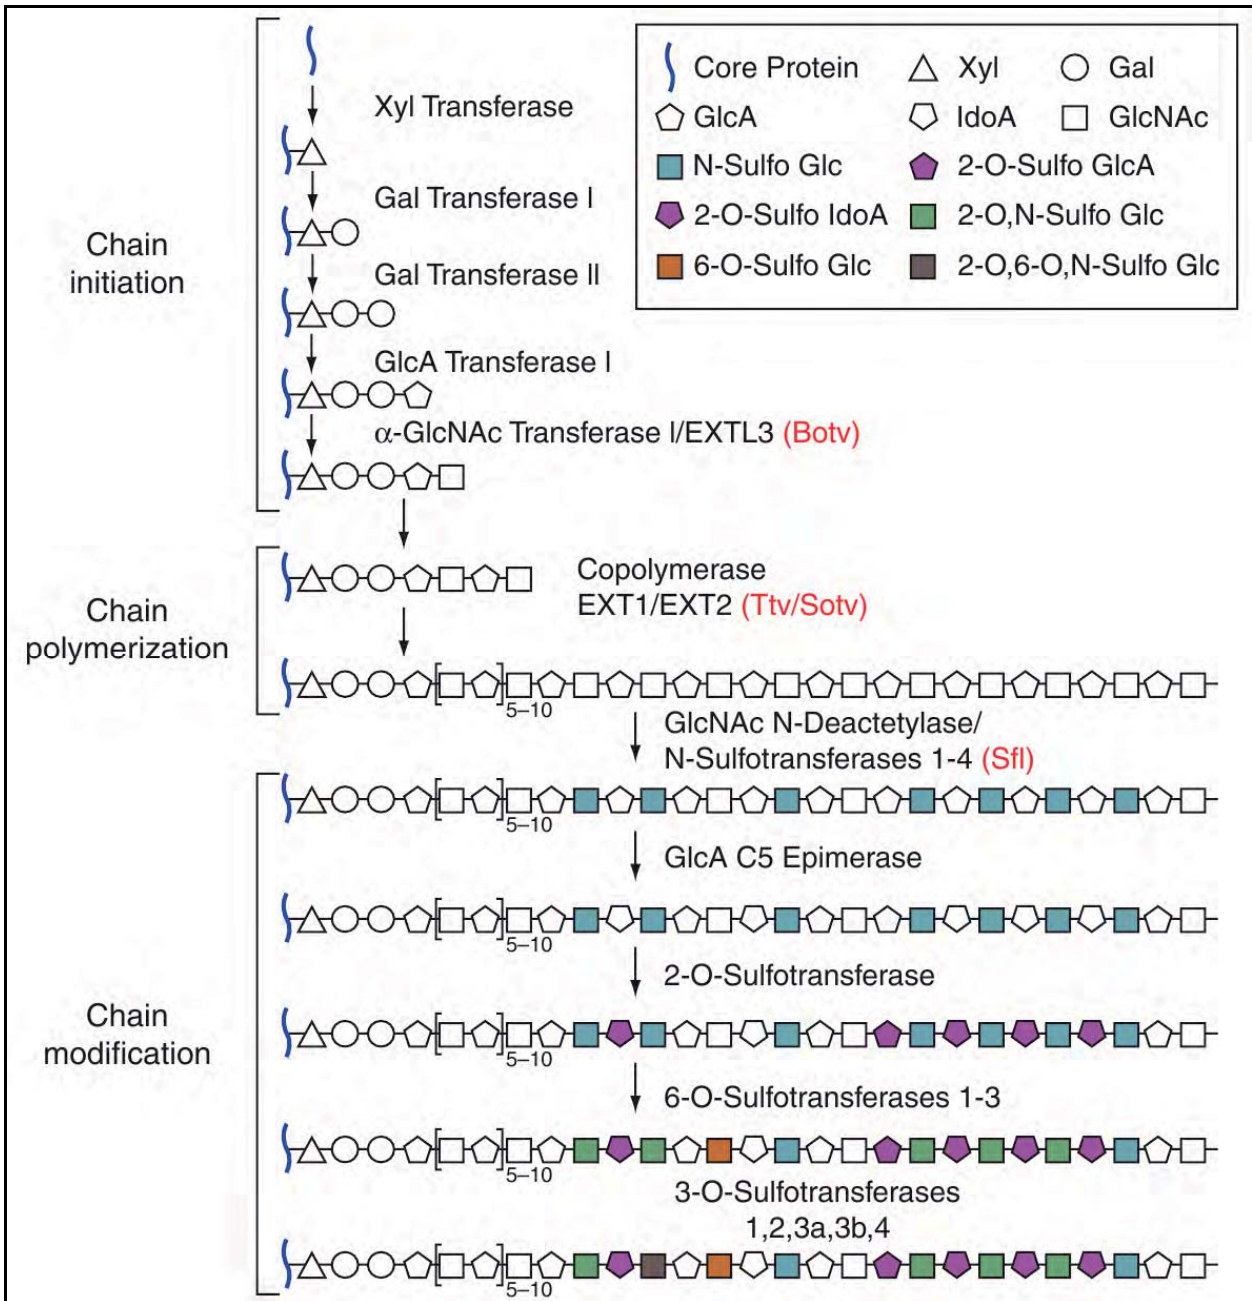 Core Protein
Xyl
Gal
GlcA
IdoA
GlcNAc
N-Sulfo Glc
2-O-Sulfo GlcA
2-O-Sulfo IdoA
2-O,N-Sulfo Glc
6-O-Sulfo Glc
2-O,6-O,N-Sulfo Glc
Chain
initiation
Xyl Transferase
Gal Transferase I
Gal Transferase II
GlcA Transferase I
α-GlcNAc Transferase I/EXTL3 (Botv)
Chain
polymerization
Copolymerase
EXT1/EXT2 (Ttv/Sotv)
5–10
GlcNAc N-Deactetylase/
N-Sulfotransferases 1-4 (Sfl)
Chain
modification
5–10
GlcA C5 Epimerase
5–10
2-O-Sulfotransferase
5–10
6-O-Sulfotransferases 1-3
5–10
3-O-Sulfotransferases
1,2,3a,3b,4
5–10